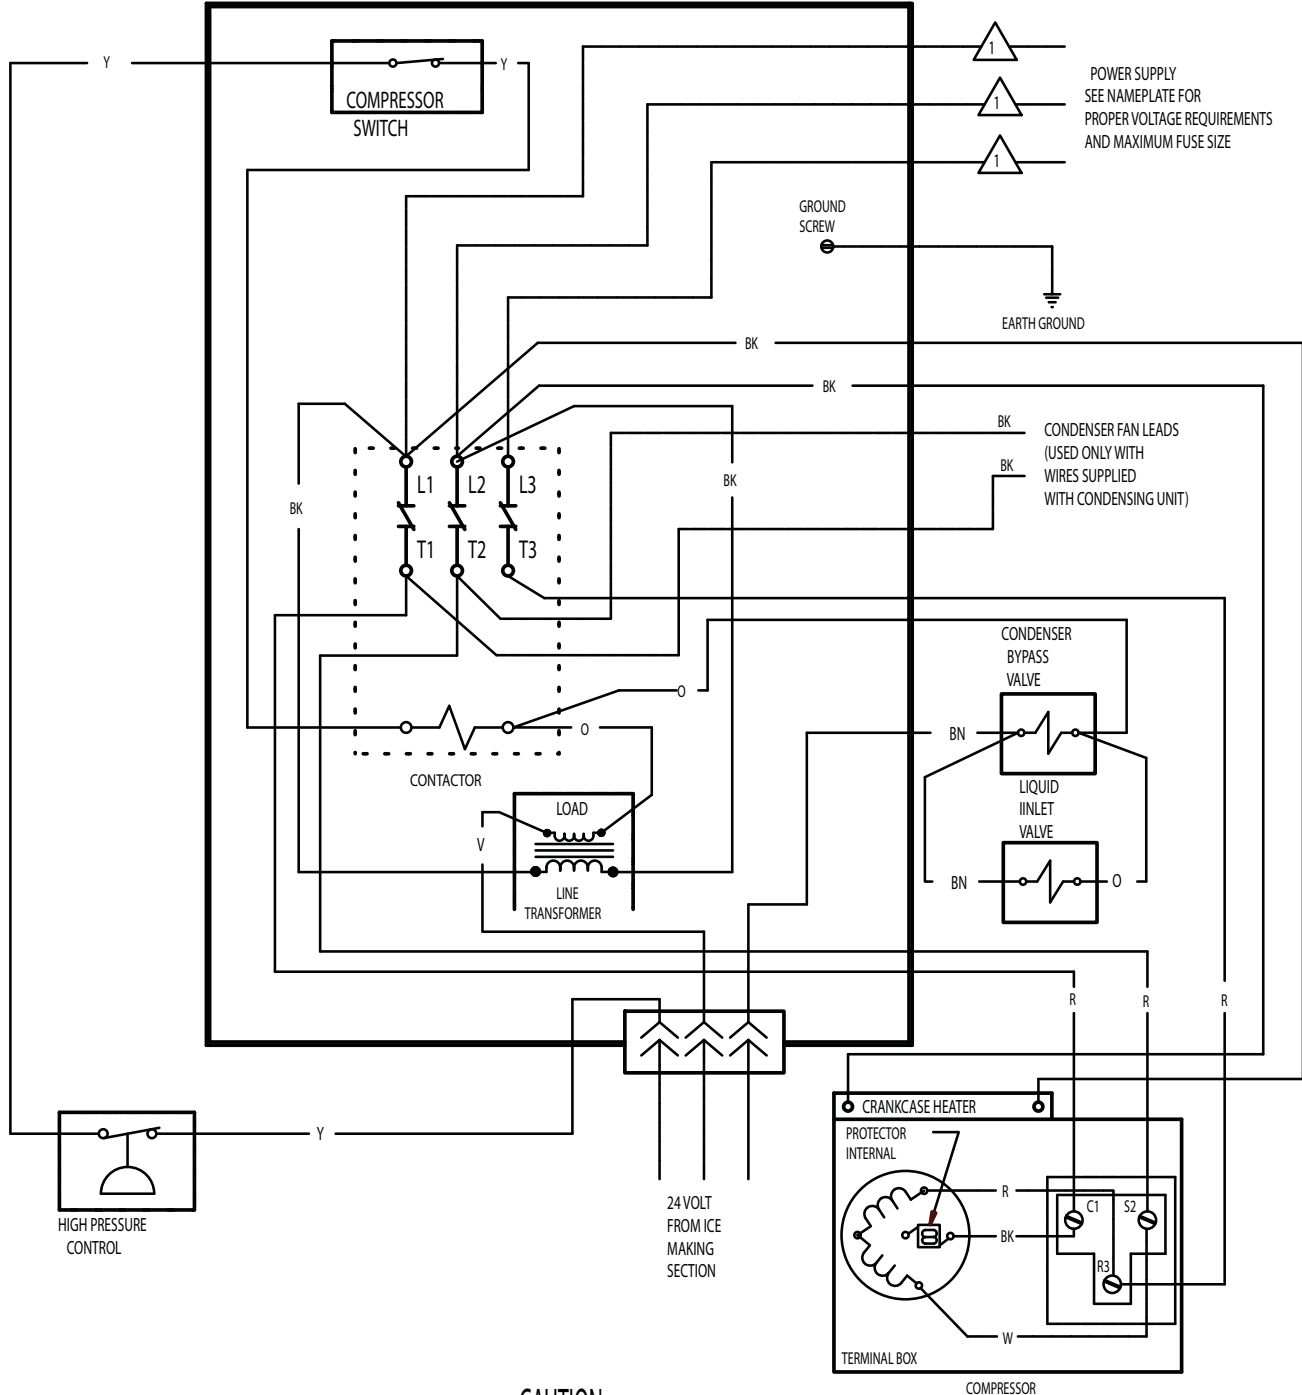 Y
Y
COMPRESSOR
SWITCH
1
1
1
POWER SUPPLY
SEE NAMEPLATE FOR
PROPER VOLTAGE REQUIREMENTS
AND MAXIMUM FUSE SIZE
GROUND
SCREW
EARTH GROUND
BK
BK
BK
CONDENSER FAN LEADS
(USED ONLY WITH
WIRES SUPPLIED
WITH CONDENSING UNIT)
BK
BK
BK
L1
L2
L3
T1
T2
T3
CONDENSER
BYPASS
VALVE
O
O
BN
CONTACTOR
LIQUID
IINLET
VALVE
LOAD
V
BN
O
LINE
TRANSFORMER
R
R
R
CRANKCASE HEATER
PROTECTOR
INTERNAL
Y
HIGH PRESSURE
CONTROL
24 VOLT
FROM ICE
MAKING
SECTION
R
C1
S2
BK
R3
W
TERMINAL BOX
COMPRESSOR
CAUTION